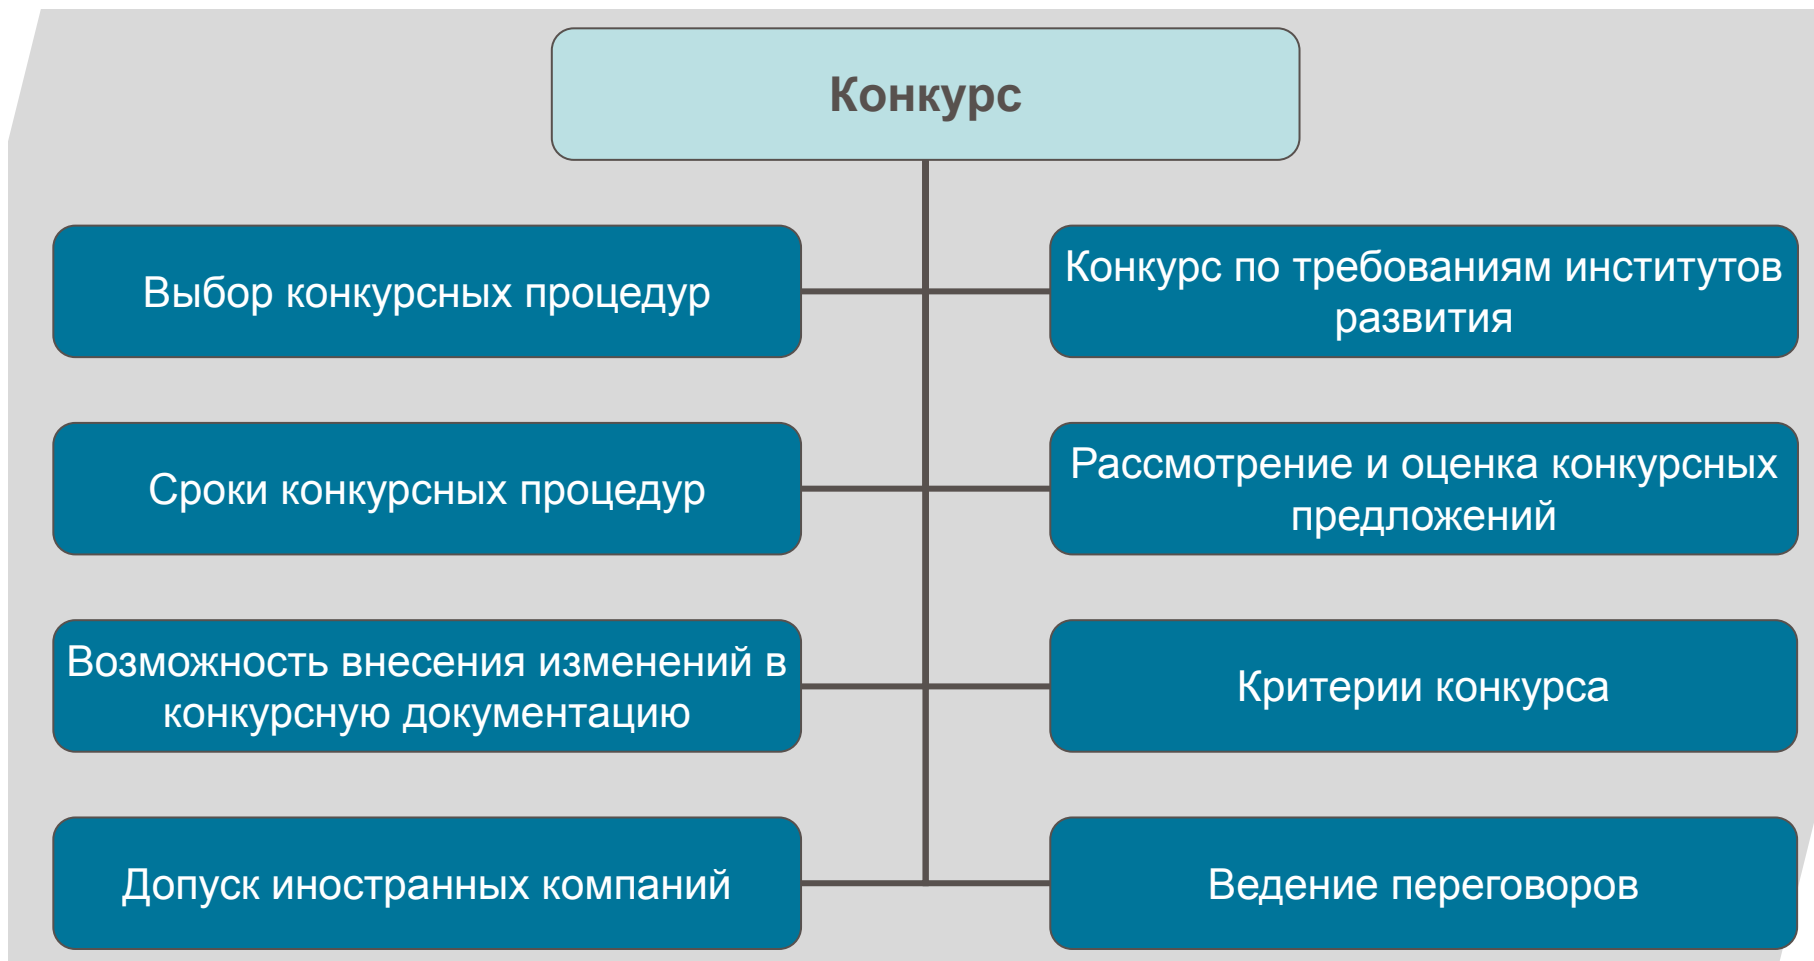 Конкурс
Выбор конкурсных процедур
Конкурс по требованиям институтов
развития
Сроки конкурсных процедур
Рассмотрение и оценка конкурсных
предложений
Возможность внесения изменений в
конкурсную документацию
Критерии конкурса
Допуск иностранных компаний
Ведение переговоров